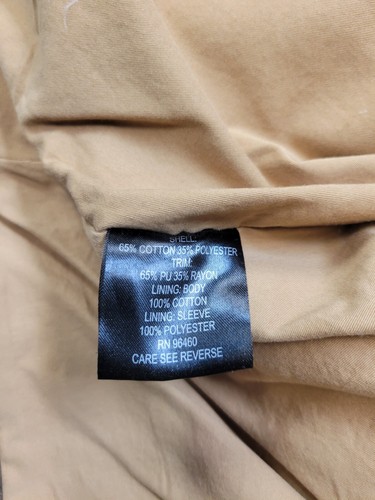 SHELL:
65% COTTON 35% POLYESTER
TRIM:
65% PU 35% RAYON
LINING: BODY
100% COTTON
LINING: SLEEVE
100% POLYESTER
RN 96460
CARE SEE REVERSE